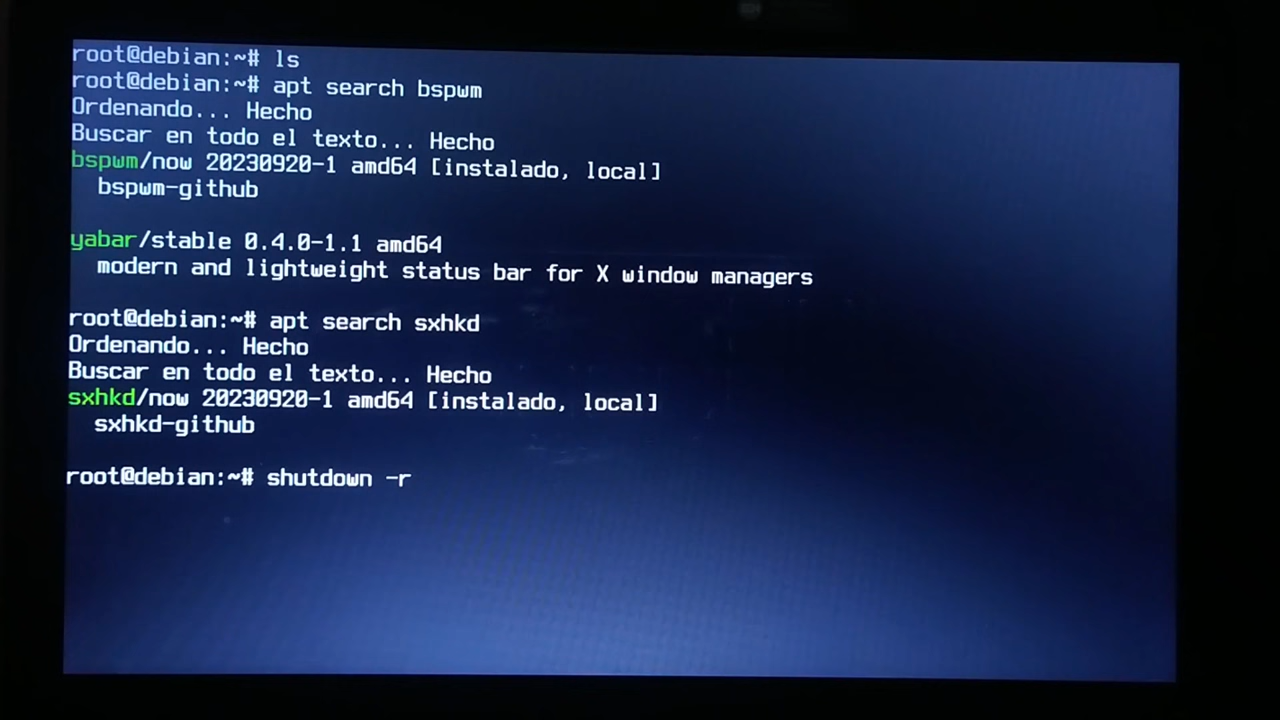 root@debian:~# ls
root@debian:~# apt search bspwm
Ordenando... Hecho
Buscar en todo el texto... Hecho
bspwm/now 20230920-1 amd64 [instalado, local]
  bspwm-github

yabar/stable 0.4.0-1.1 amd64
  modern and lightweight status bar for X window managers

root@debian:~# apt search sxhkd
Ordenando... Hecho
Buscar en todo el texto... Hecho
sxhkd/now 20230920-1 amd64 [instalado, local]
  sxhkd-github

root@debian:~# shutdown -r